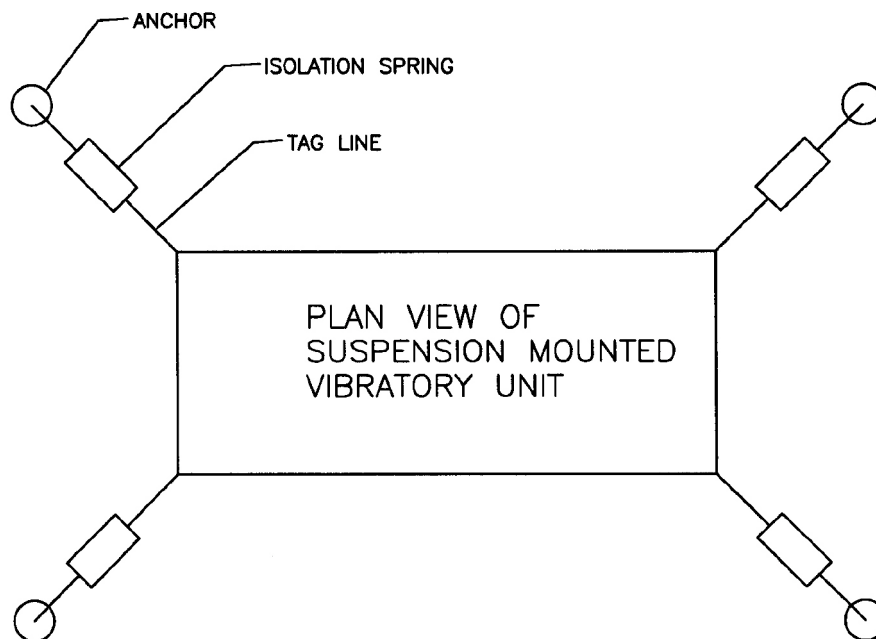 ANCHOR
ISOLATION SPRING
TAG LINE
PLAN VIEW OF
SUSPENSION MOUNTED
VIBRATORY UNIT